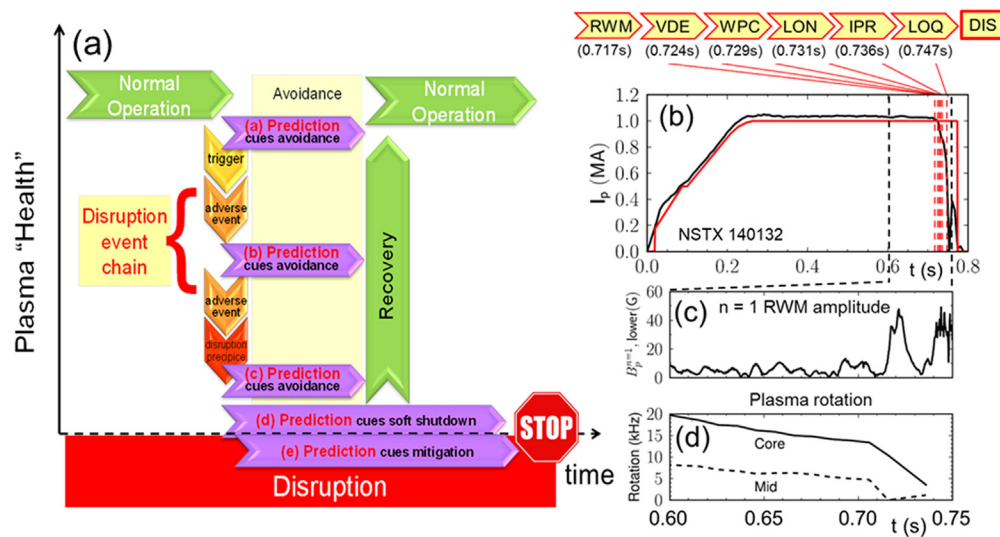 (a)
Plasma "Health"
Normal
Operation
Avoidance
Normal
Operation
(a) Prediction
cues avoidance
trigger
adverse
event
Disruption
event
chain
(b) Prediction
cues avoidance
adverse
event
disruption
precipice
(c) Prediction
cues avoidance
Recovery
(d) Prediction cues soft shutdown
(e) Prediction cues mitigation
STOP
time
Disruption
RWM VDE WPC LON IPR LOQ DIS
(0.717s) (0.724s) (0.729s) (0.731s) (0.736s) (0.747s)
(b)
1.2
1.0
0.8
0.6
0.4
0.2
0
Ip (MA)
NSTX 140132
0.0 0.2 0.4 0.6 0.8
t (s)
(c)
n = 1 RWM amplitude
60
40
20
0
Bp^n=1, lower(G)
Plasma rotation
(d)
20
15
10
5
0
Rotation (kHz)
Core
Mid
0.60 0.65 0.70 0.75
t (s)